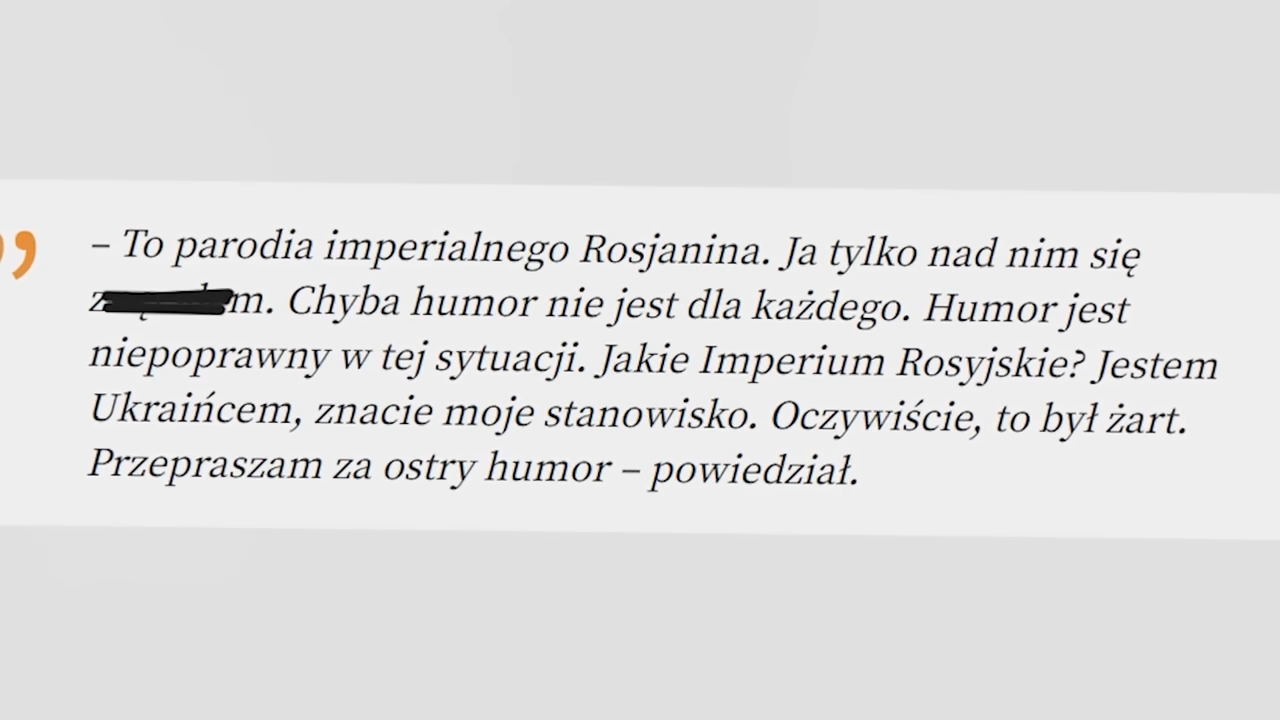 ”
– To parodia imperialnego Rosjanina. Ja tylko nad nim się
Chyba humor nie jest dla każdego. Humor jest
niepoprawny w tej sytuacji. Jakie Imperium Rosyjskie? Jestem
Ukraińcem, znacie moje stanowisko. Oczywiście, to był żart.
Przepraszam za ostry humor – powiedział.